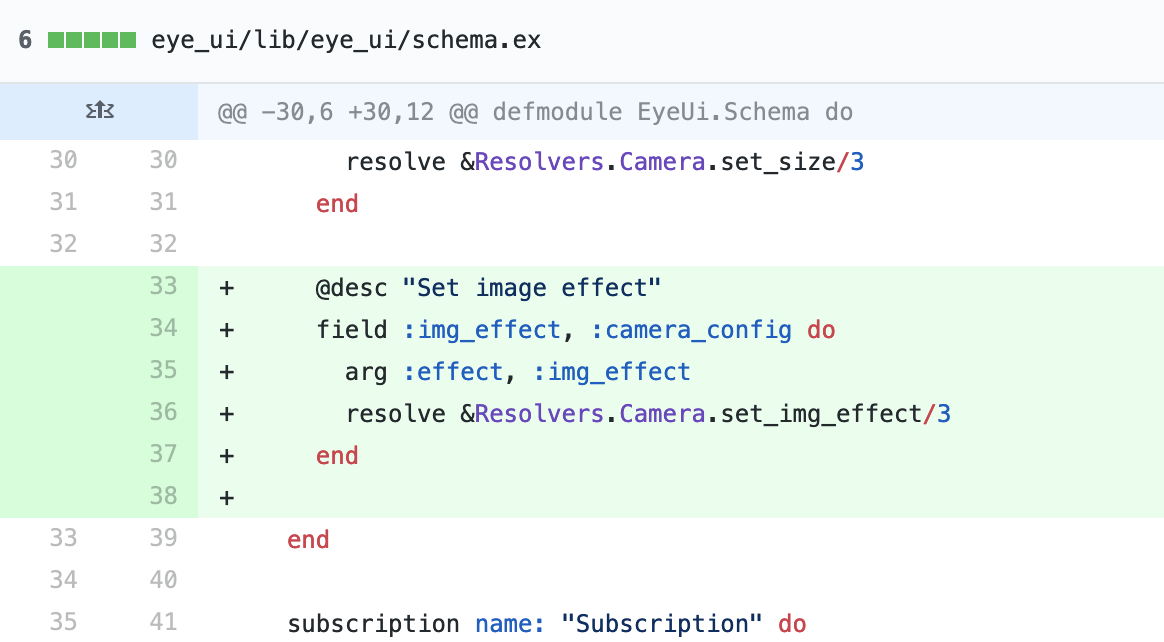 6 eye_ui/lib/eye_ui/schema.ex
@@ -30,6 +30,12 @@ defmodule EyeUi.Schema do
30 30 resolve &Resolvers.Camera.set_size/3
31 31 end
32 32
33 + @desc "Set image effect"
34 + field :img_effect, :camera_config do
35 + arg :effect, :img_effect
36 + resolve &Resolvers.Camera.set_img_effect/3
37 + end
38 +
33 39 end
34 40
35 41 subscription name: "Subscription" do